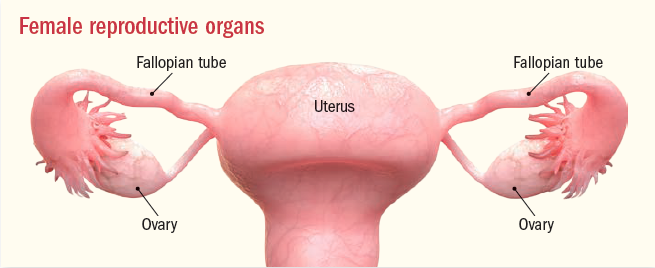 Female reproductive organs
Fallopian tube
Fallopian tube
Uterus
Ovary
Ovary